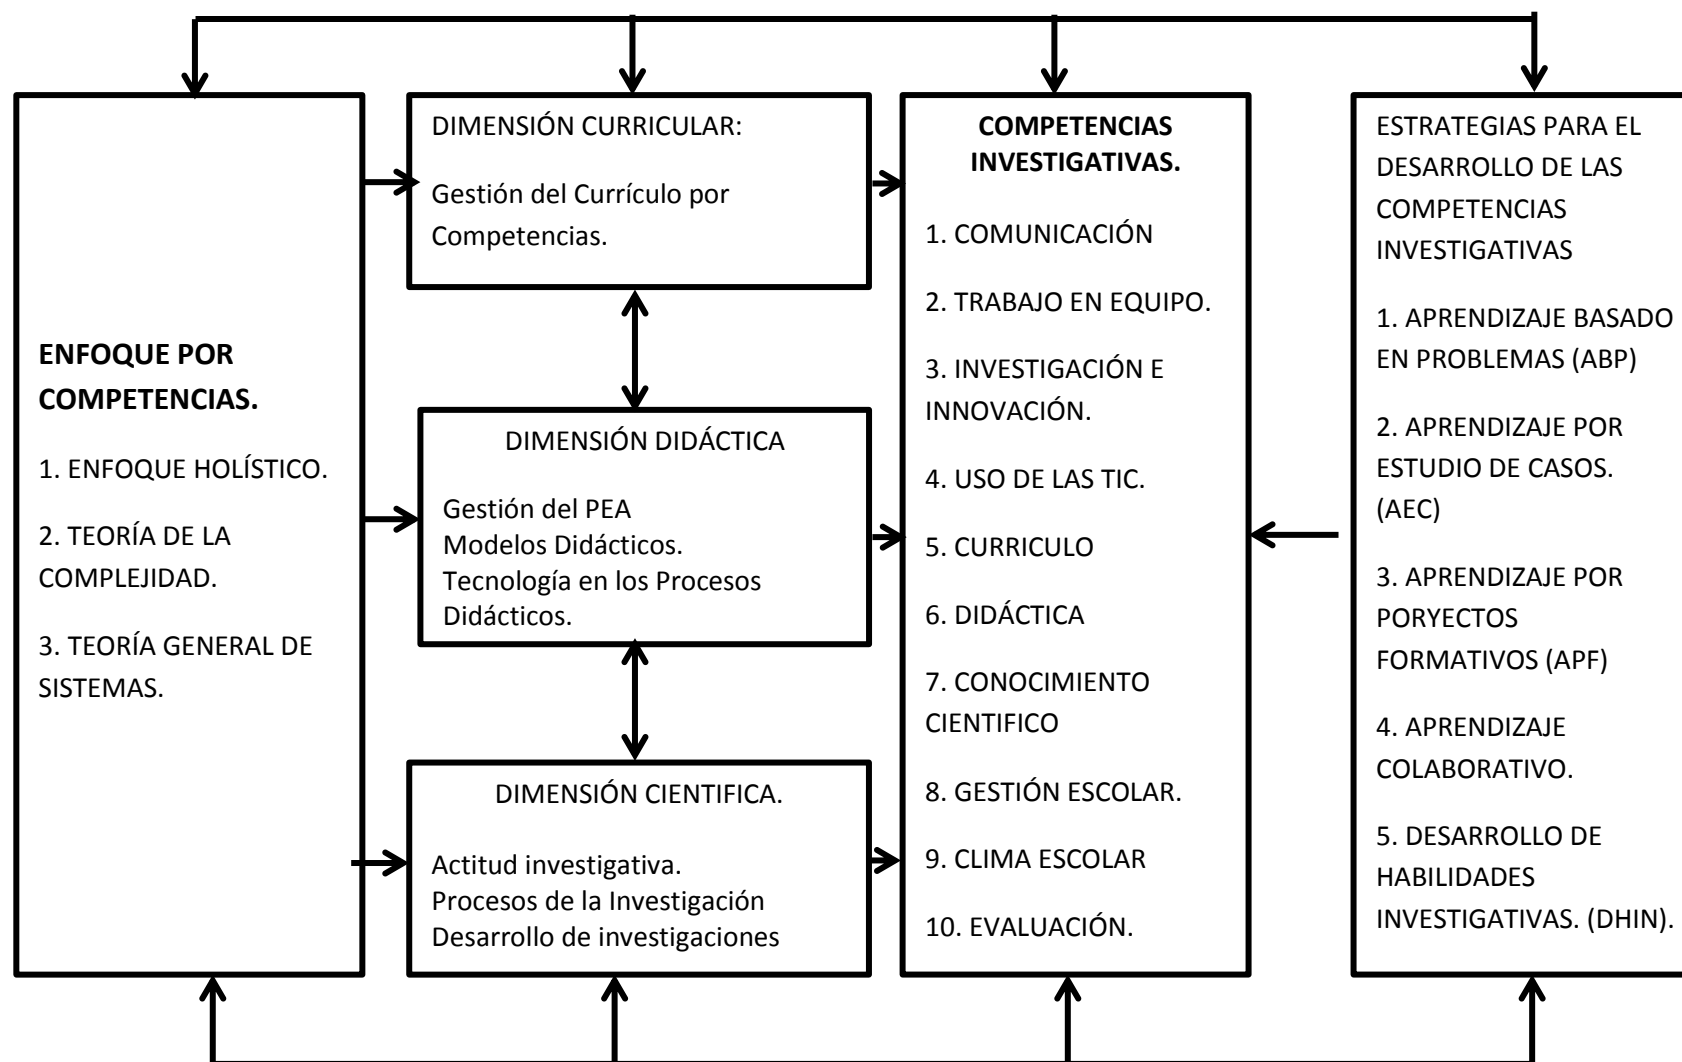 ENFOQUE POR
COMPETENCIAS.
1. ENFOQUE HOLÍSTICO.
2. TEORÍA DE LA
COMPLEJIDAD.
3. TEORÍA GENERAL DE
SISTEMAS.
DIMENSIÓN CURRICULAR:
Gestión del Currículo por
Competencias.
DIMENSIÓN DIDÁCTICA
Gestión del PEA
Modelos Didácticos.
Tecnología en los Procesos
Didácticos.
DIMENSIÓN CIENTIFICA.
Actitud investigativa.
Procesos de la Investigación
Desarrollo de investigaciones
COMPETENCIAS
INVESTIGATIVAS.
1. COMUNICACIÓN
2. TRABAJO EN EQUIPO.
3. INVESTIGACIÓN E
INNOVACIÓN.
4. USO DE LAS TIC.
5. CURRICULO
6. DIDÁCTICA
7. CONOCIMIENTO
CIENTIFICO
8. GESTIÓN ESCOLAR.
9. CLIMA ESCOLAR
10. EVALUACIÓN.
ESTRATEGIAS PARA EL
DESARROLLO DE LAS
COMPETENCIAS
INVESTIGATIVAS
1. APRENDIZAJE BASADO
EN PROBLEMAS (ABP)
2. APRENDIZAJE POR
ESTUDIO DE CASOS.
(AEC)
3. APRENDIZAJE POR
PORYECTOS
FORMATIVOS (APF)
4. APRENDIZAJE
COLABORATIVO.
5. DESARROLLO DE
HABILIDADES
INVESTIGATIVAS. (DHIN).